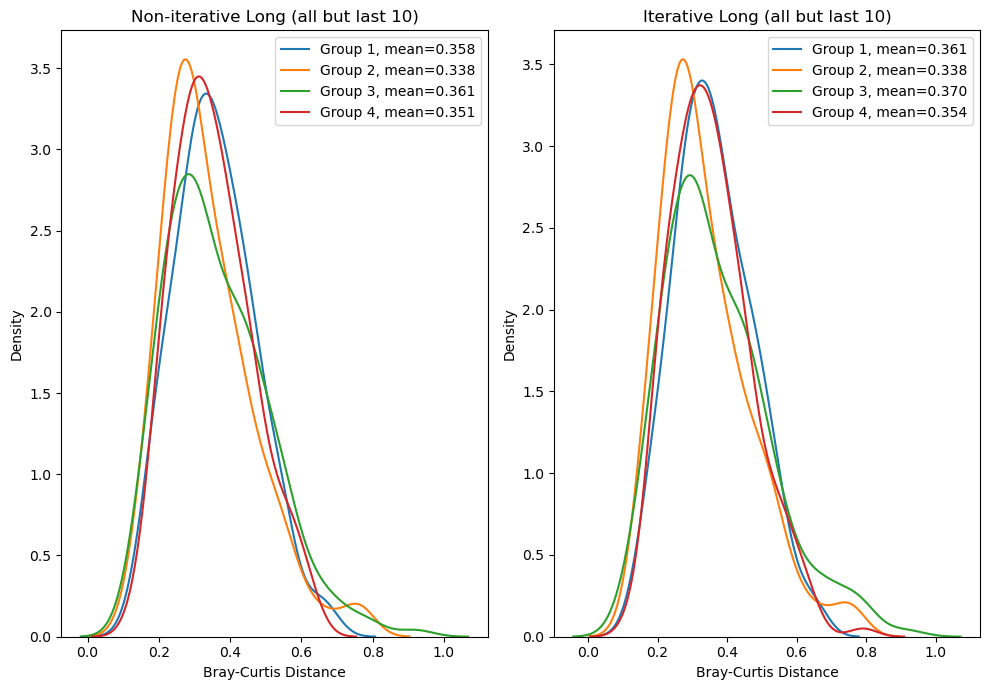 Non-iterative Long (all but last 10)
Group 1, mean=0.358
Group 2, mean=0.338
Group 3, mean=0.361
Group 4, mean=0.351
3.5
3.0
2.5
2.0
1.5
1.0
0.5
0.0
Density
0.0 0.2 0.4 0.6 0.8 1.0
Bray-Curtis Distance
Iterative Long (all but last 10)
Group 1, mean=0.361
Group 2, mean=0.338
Group 3, mean=0.370
Group 4, mean=0.354
3.5
3.0
2.5
2.0
1.5
1.0
0.5
0.0
Density
0.0 0.2 0.4 0.6 0.8 1.0
Bray-Curtis Distance